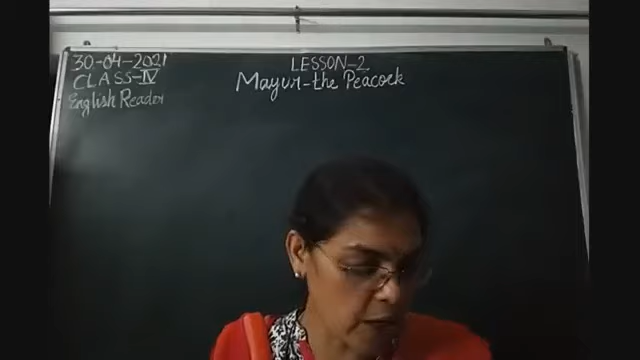 30-04-2021
CLASS-IV
English Reader
LESSON-2
Mayur-the Peacock